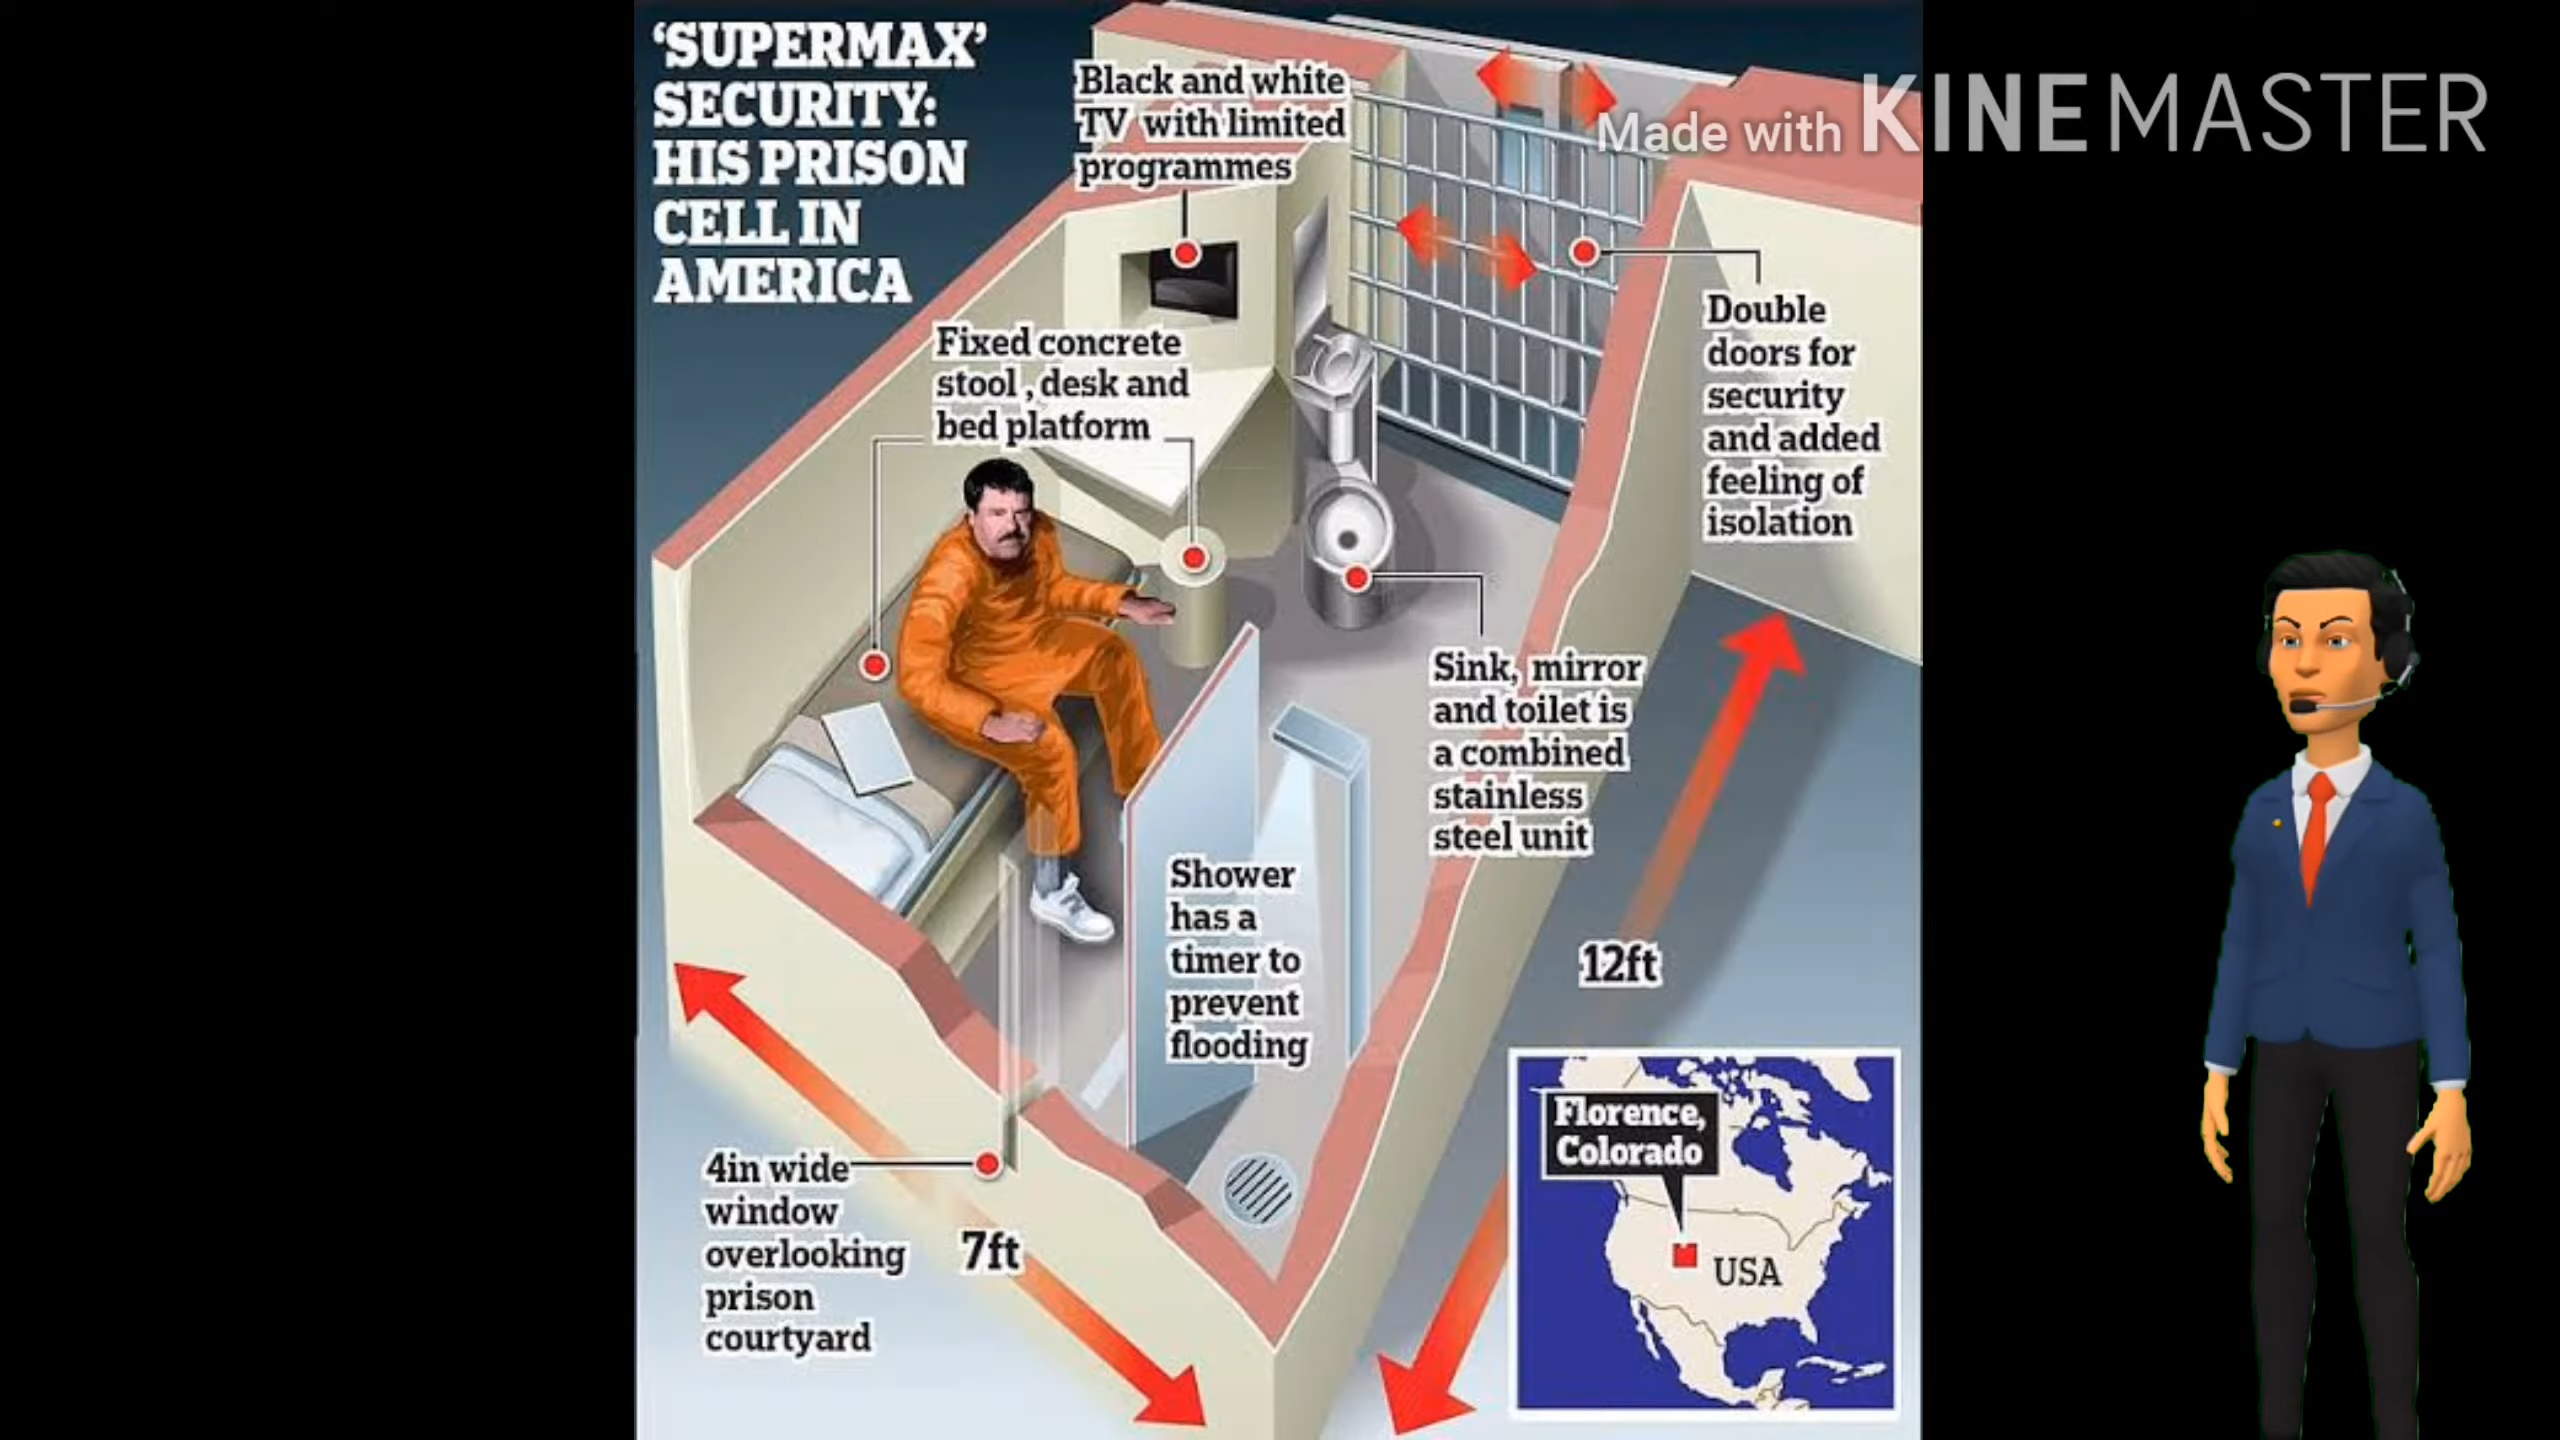 ‘SUPERMAX’
SECURITY:
HIS PRISON
CELL IN
AMERICA
Black and white
TV with limited
programmes
Made with KINEMASTER
Fixed concrete
stool , desk and
bed platform
Double
doors for
security
and added
feeling of
isolation
Sink, mirror
and toilet is
a combined
stainless
steel unit
Shower
has a
timer to
prevent
flooding
12ft
4in wide
window
overlooking
prison
courtyard
7ft
Florence,
Colorado
USA